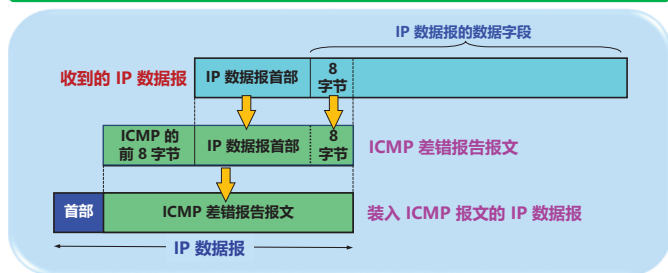 IP 数据报的数据字段
收到的 IP 数据报
IP 数据报首部
8
字节
ICMP 的
前 8 字节
IP 数据报首部
8
字节
ICMP 差错报告报文
首部
ICMP 差错报告报文
装入 ICMP 报文的 IP 数据报
IP 数据报